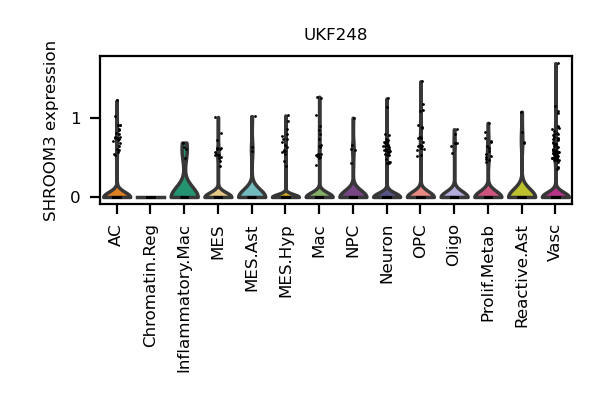 UKF248
SHROOM3 expression
1
0
AC
Chromatin.Reg
Inflammatory.Mac
MES
MES.Ast
MES.Hyp
Mac
NPC
Neuron
OPC
Oligo
Prolif.Metab
Reactive.Ast
Vasc